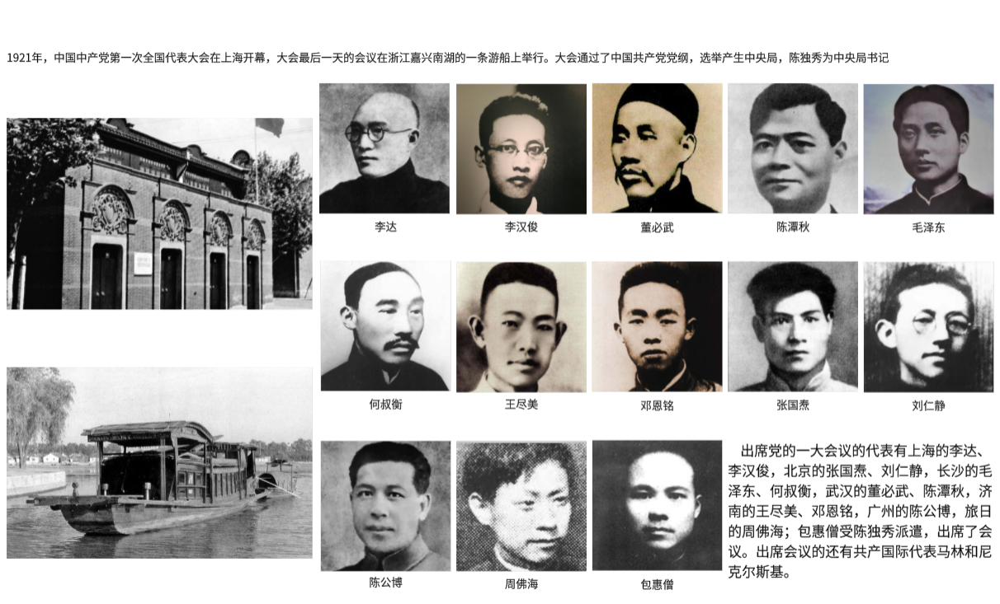 1921年，中国中产党第一次全国代表大会在上海开幕，大会最后一天的会议在浙江嘉兴南湖的一条游船上举行。大会通过了中国共产党党纲，选举产生中央局，陈独秀为中央局书记
李达
李汉俊
董必武
陈潭秋
毛泽东
何叔衡
王尽美
邓恩铭
张国焘
刘仁静
陈公博
周佛海
包惠僧
出席党的一大会议的代表有上海的李达、
李汉俊，北京的张国焘、刘仁静，长沙的毛
泽东、何叔衡，武汉的董必武、陈潭秋，济
南的王尽美、邓恩铭，广州的陈公博，旅日
的周佛海；包惠僧受陈独秀派遣，出席了会
议。出席会议的还有共产国际代表马林和尼
克尔斯基。